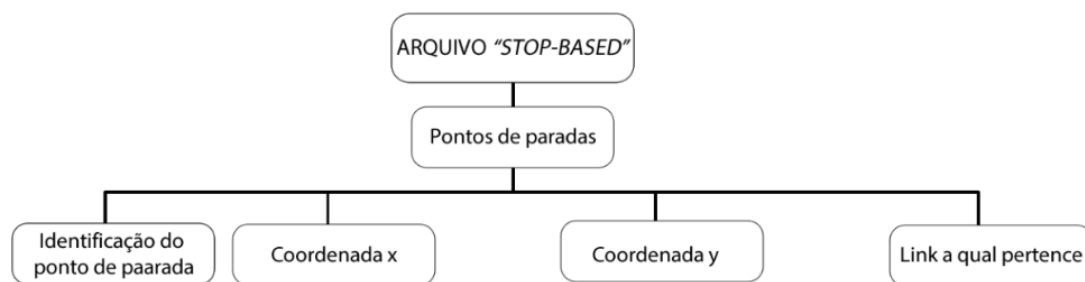 ARQUIVO “STOP-BASED”
Pontos de paradas
Identificação do
ponto de paarada
Coordenada x
Coordenada y
Link a qual pertence